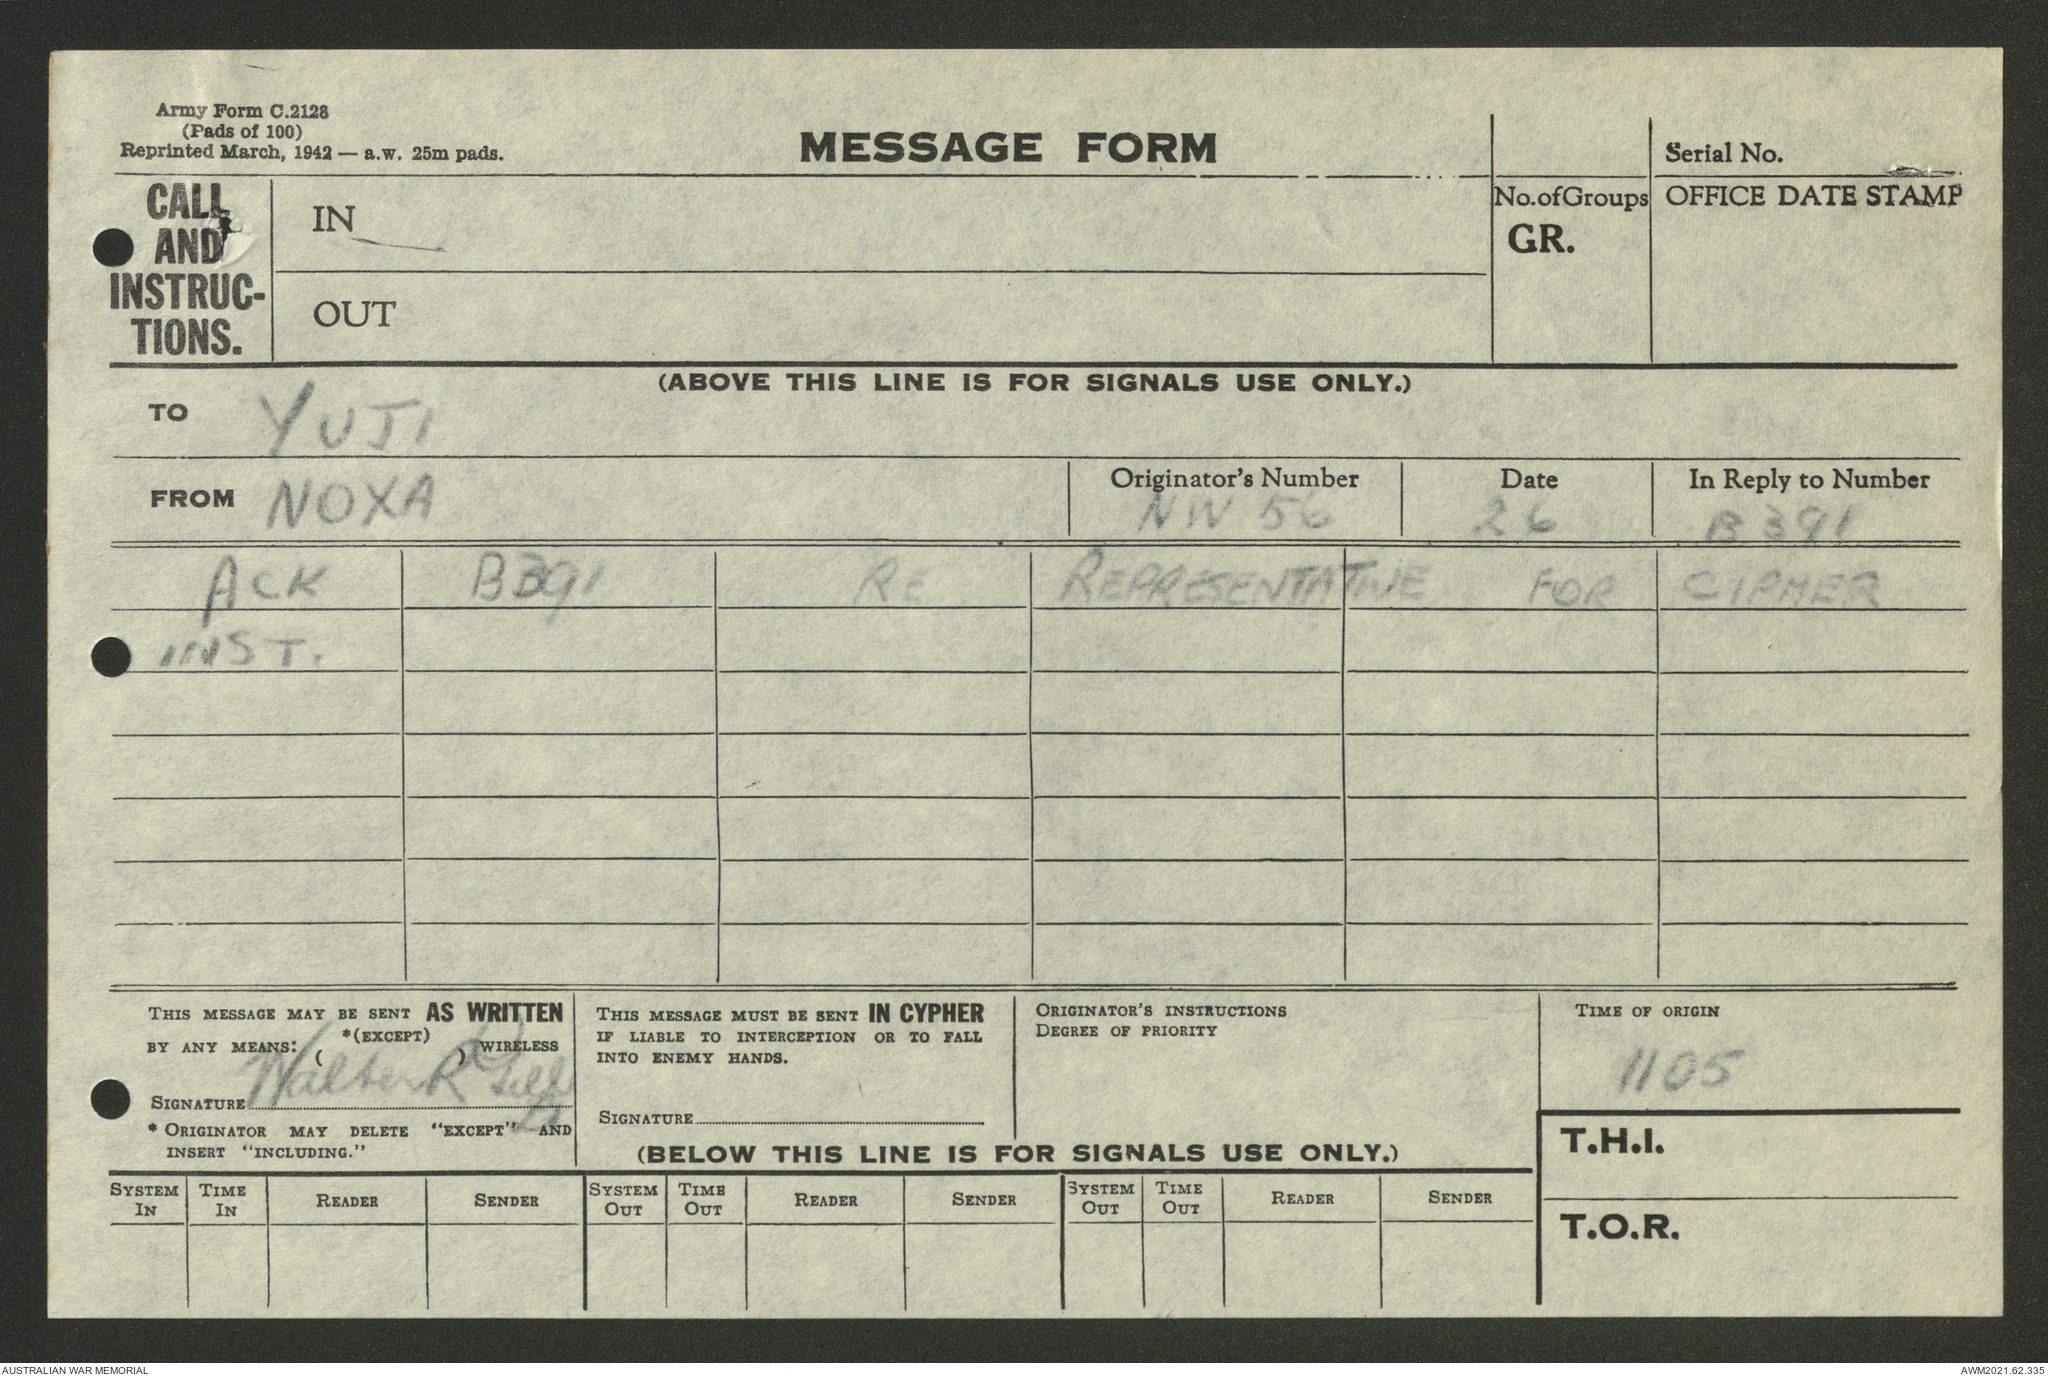 Army Form C.2128
(Pads of 100)
Reprinted March, 1942 — a.w. 25m pads.
MESSAGE FORM
Serial No.
CALL
AND
INSTRUC-
TIONS.
IN
OUT
No.ofGroups
GR.
OFFICE DATE STAMP
(ABOVE THIS LINE IS FOR SIGNALS USE ONLY.)
TO YUJI
FROM NOXA
Originator's Number
NW 56
Date
26
In Reply to Number
B391
ACK B391 RE REPRESENTATIVE FOR CIPHER
INST.
THIS MESSAGE MAY BE SENT AS WRITTEN
BY ANY MEANS: *(EXCEPT) WIRELESS
( )
SIGNATURE Walter R
* ORIGINATOR MAY DELETE "EXCEPT" AND
INSERT "INCLUDING."
THIS MESSAGE MUST BE SENT IN CYPHER
IF LIABLE TO INTERCEPTION OR TO FALL
INTO ENEMY HANDS.
SIGNATURE
ORIGINATOR'S INSTRUCTIONS
DEGREE OF PRIORITY
TIME OF ORIGIN
1105
(BELOW THIS LINE IS FOR SIGNALS USE ONLY.)
T.H.I.
T.O.R.
SYSTEM IN TIME IN READER SENDER SYSTEM OUT TIME OUT READER SENDER SYSTEM OUT TIME OUT READER SENDER
AUSTRALIAN WAR MEMORIAL
AWM2021.62.335